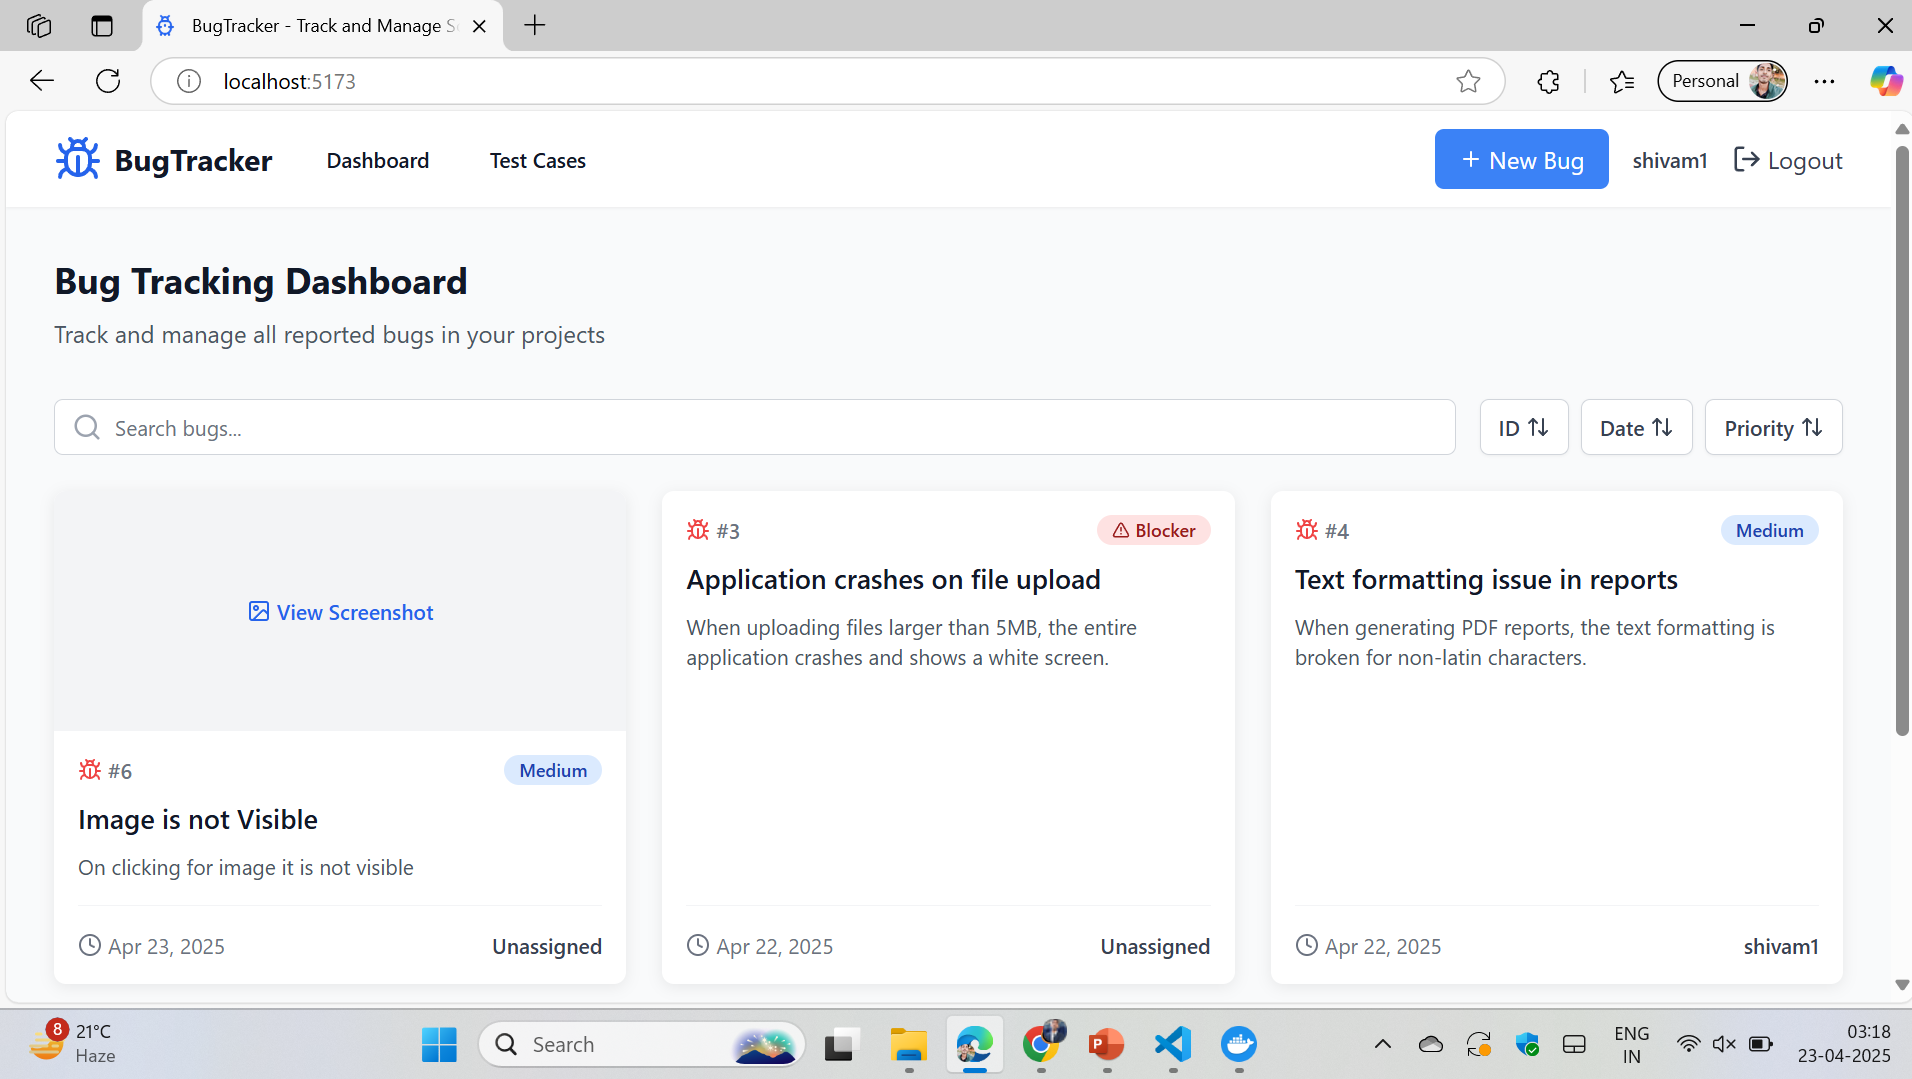 BugTracker - Track and Manage S
localhost:5173
Personal
BugTracker
Dashboard
Test Cases
+ New Bug
shivam1
Logout
Bug Tracking Dashboard
Track and manage all reported bugs in your projects
Search bugs...
ID
Date
Priority
View Screenshot
#6
Medium
Image is not Visible
On clicking for image it is not visible
Apr 23, 2025
Unassigned
#3
Blocker
Application crashes on file upload
When uploading files larger than 5MB, the entire
application crashes and shows a white screen.
Apr 22, 2025
Unassigned
#4
Medium
Text formatting issue in reports
When generating PDF reports, the text formatting is
broken for non-latin characters.
Apr 22, 2025
shivam1
8
21°C
Haze
Search
P
ENG
IN
03:18
23-04-2025